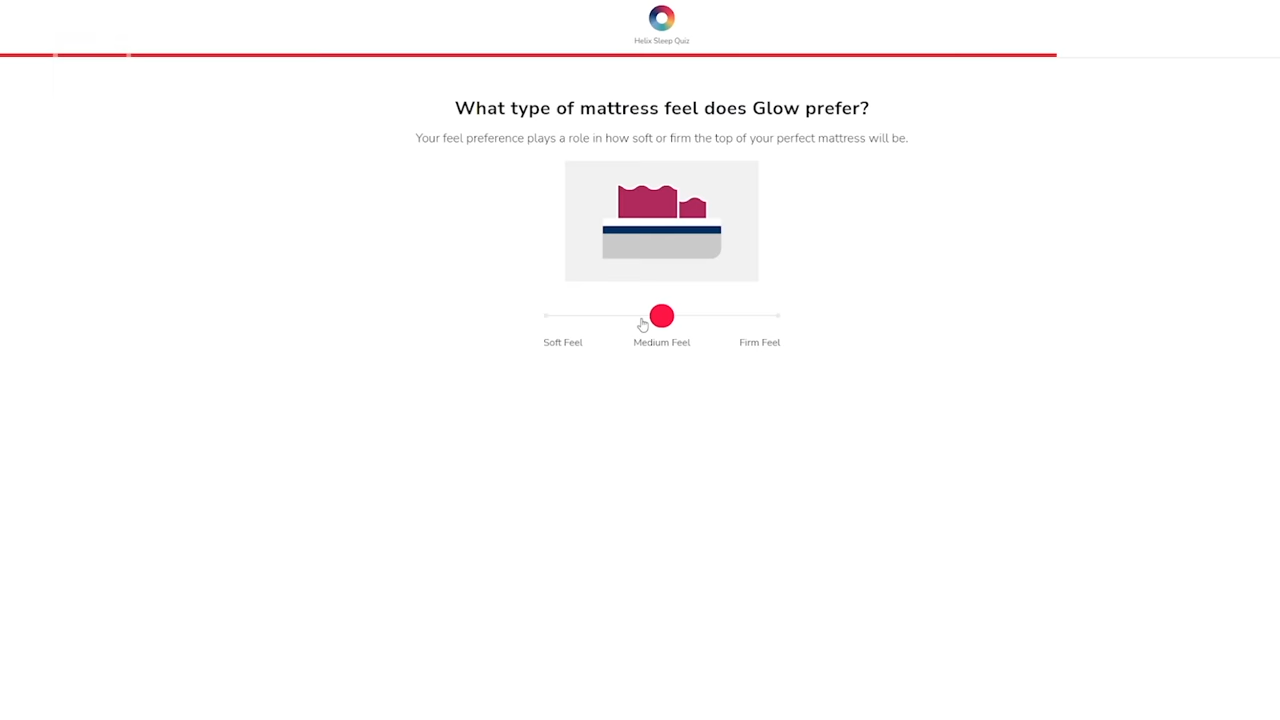 Helix Sleep Quiz
What type of mattress feel does Glow prefer?
Your feel preference plays a role in how soft or firm the top of your perfect mattress will be.
Soft Feel Medium Feel Firm Feel